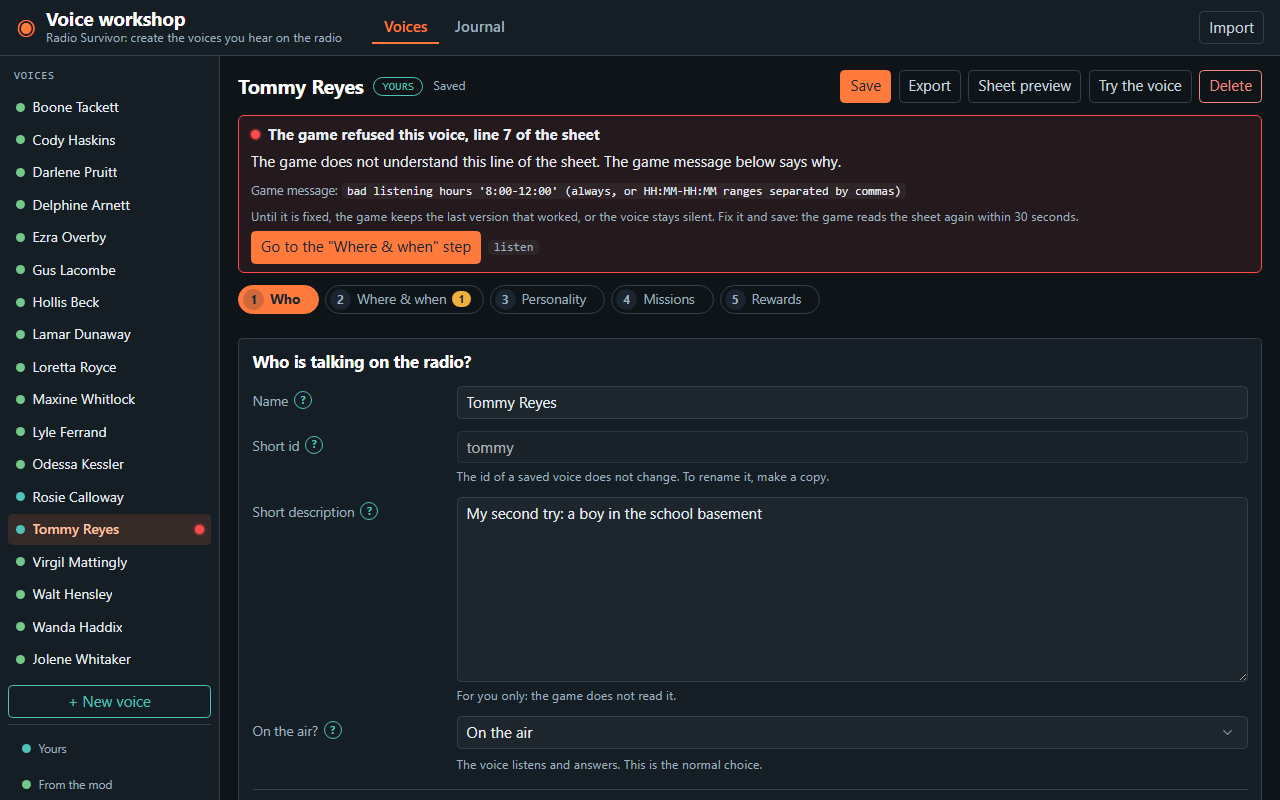 Voice workshop
Radio Survivor: create the voices you hear on the radio
Voices
Journal
Import
VOICES
Boone Tackett
Cody Haskins
Darlene Pruitt
Delphine Arnett
Ezra Overby
Gus Lacombe
Hollis Beck
Lamar Dunaway
Loretta Royce
Maxine Whitlock
Lyle Ferrand
Odessa Kessler
Rosie Calloway
Tommy Reyes
Virgil Mattingly
Walt Hensley
Wanda Haddix
Jolene Whitaker
+ New voice
Yours
From the mod
Tommy Reyes YOURS Saved
Save
Export
Sheet preview
Try the voice
Delete
The game refused this voice, line 7 of the sheet
The game does not understand this line of the sheet. The game message below says why.
Game message: bad listening hours '8:00-12:00' (always, or HH:MM-HH:MM ranges separated by commas)
Until it is fixed, the game keeps the last version that worked, or the voice stays silent. Fix it and save: the game reads the sheet again within 30 seconds.
Go to the "Where & when" step listen
1 Who
2 Where & when 1
3 Personality
4 Missions
5 Rewards
Who is talking on the radio?
Name ?
Tommy Reyes
Short id ?
tommy
The id of a saved voice does not change. To rename it, make a copy.
Short description ?
My second try: a boy in the school basement
For you only: the game does not read it.
On the air? ?
On the air
The voice listens and answers. This is the normal choice.